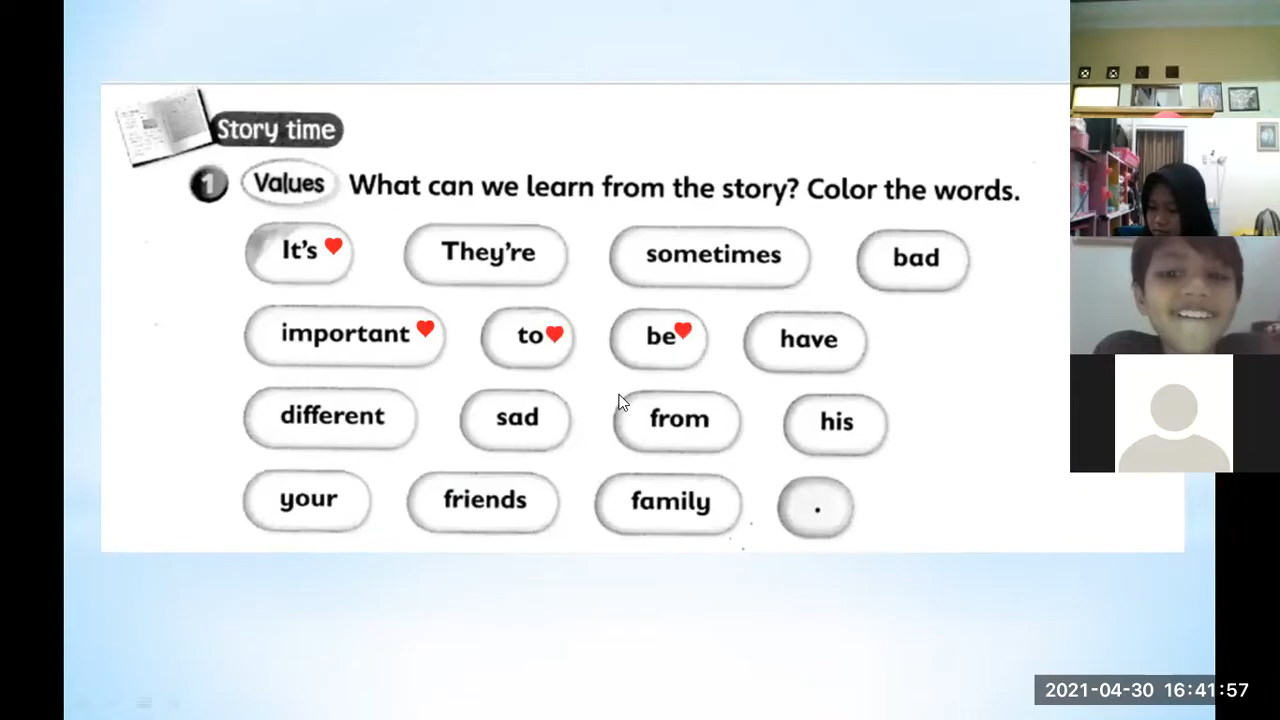 Story time
1 Values What can we learn from the story? Color the words.
It's They're sometimes bad
important to be have
different sad from his
your friends family .
2021-04-30 16:41:57